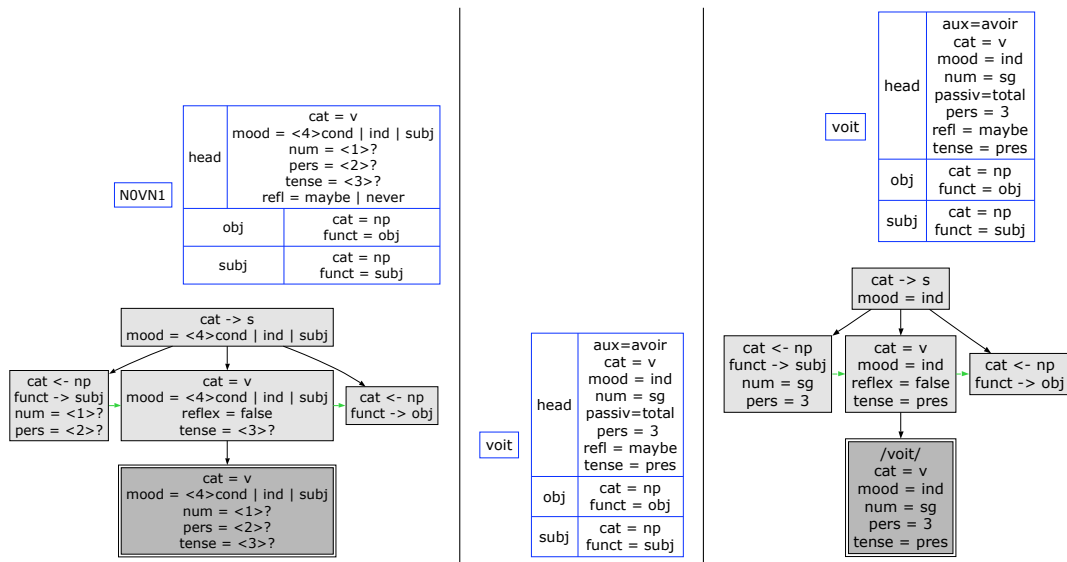 N0VN1
head
cat = v
mood = <4>cond | ind | subj
num = <1>?
pers = <2>?
tense = <3>?
refl = maybe | never
obj
cat = np
funct = obj
subj
cat = np
funct = subj
cat -> s
mood = <4>cond | ind | subj
cat <- np
funct -> subj
num = <1>?
pers = <2>?
cat = v
mood = <4>cond | ind | subj
reflex = false
tense = <3>?
cat <- np
funct -> obj
cat = v
mood = <4>cond | ind | subj
num = <1>?
pers = <2>?
tense = <3>?
voit
head
aux=avoir
cat = v
mood = ind
num = sg
passiv=total
pers = 3
refl = maybe
tense = pres
obj
cat = np
funct = obj
subj
cat = np
funct = subj
voit
head
aux=avoir
cat = v
mood = ind
num = sg
passiv=total
pers = 3
refl = maybe
tense = pres
obj
cat = np
funct = obj
subj
cat = np
funct = subj
cat -> s
mood = ind
cat <- np
funct -> subj
num = sg
pers = 3
cat = v
mood = ind
reflex = false
tense = pres
cat <- np
funct -> obj
/voit/
cat = v
mood = ind
num = sg
pers = 3
tense = pres